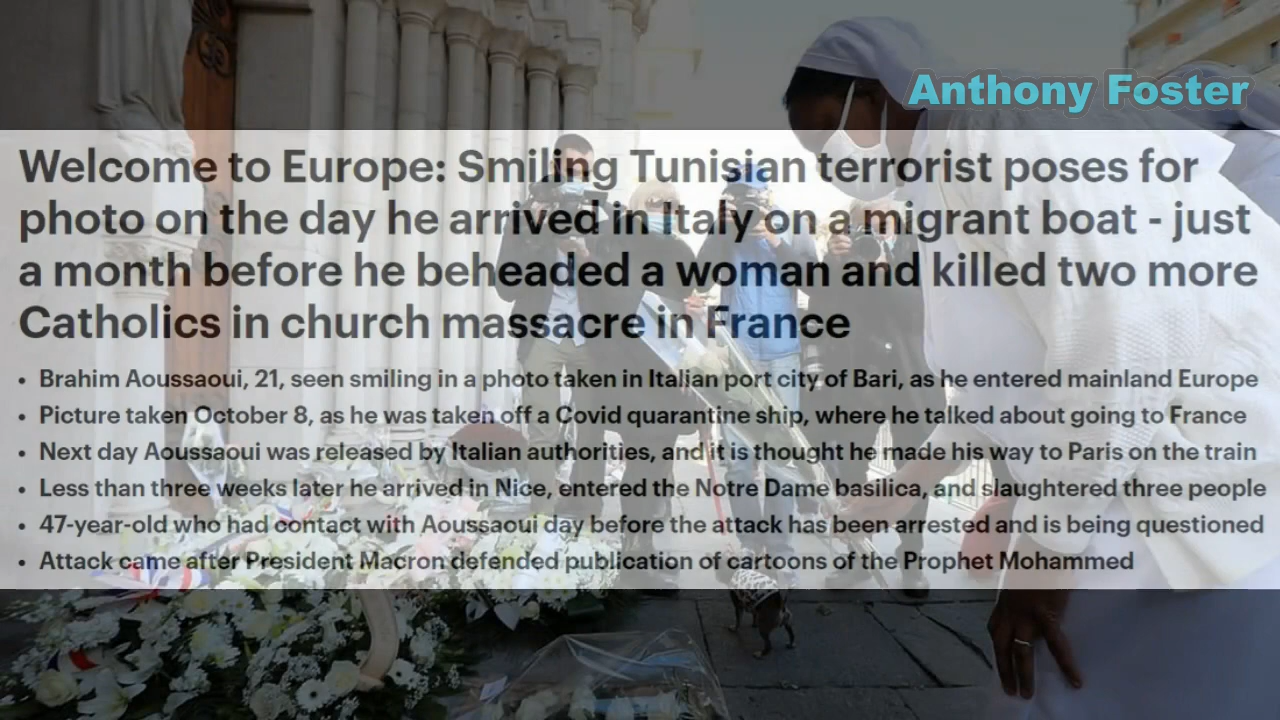 Anthony Foster
Welcome to Europe: Smiling Tunisian terrorist poses for
photo on the day he arrived in Italy on a migrant boat - just
a month before he beheaded a woman and killed two more
Catholics in church massacre in France
• Brahim Aoussaoui, 21, seen smiling in a photo taken in Italian port city of Bari, as he entered mainland Europe
• Picture taken October 8, as he was taken off a Covid quarantine ship, where he talked about going to France
• Next day Aoussaoui was released by Italian authorities, and it is thought he made his way to Paris on the train
• Less than three weeks later he arrived in Nice, entered the Notre Dame basilica, and slaughtered three people
• 47-year-old who had contact with Aoussaoui day before the attack has been arrested and is being questioned
• Attack came after President Macron defended publication of cartoons of the Prophet Mohammed